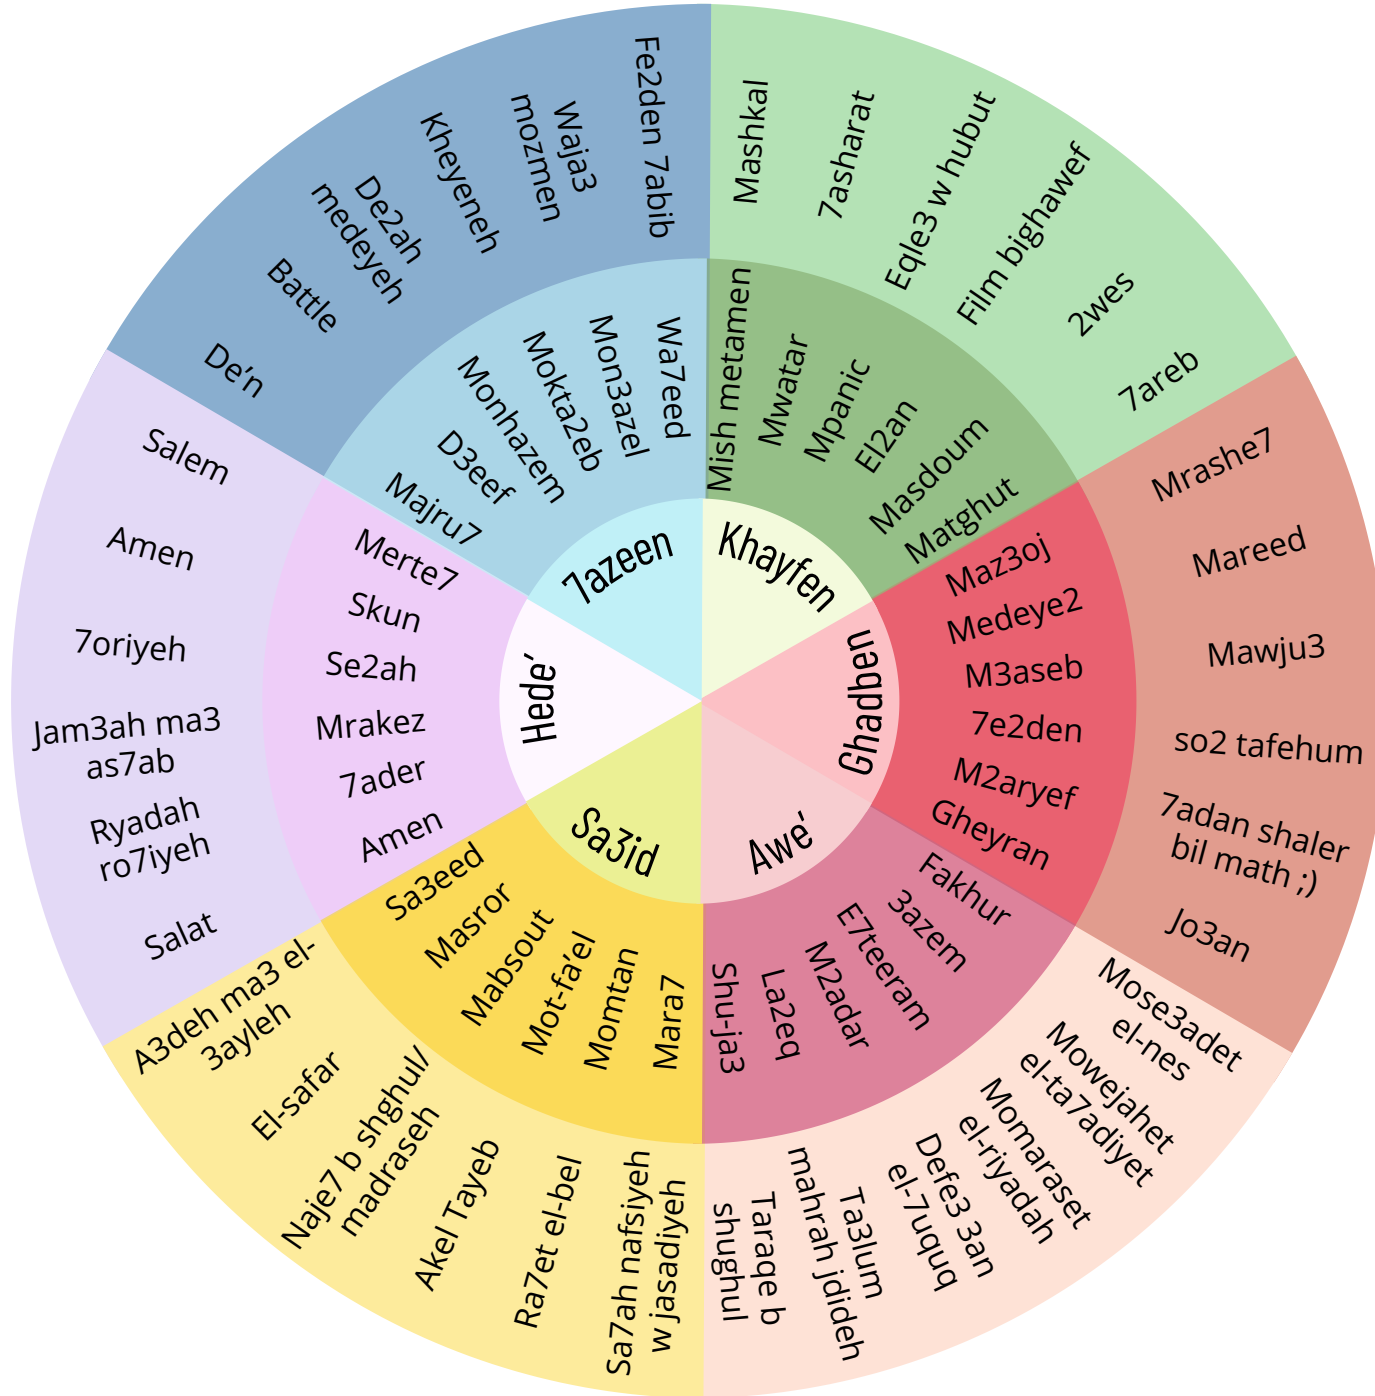 Khayfen
Ghadben
Awe’
Sa3id
Hede’
7azeen
Mish metamen
Mwatar
Mpanic
El2an
Masdoum
Matghut
Maz3oj
Medeye2
M3aseb
7e2den
M2aryef
Gheyran
Fakhur
3azem
E7teeram
M2adar
La2eq
Shu-ja3
Mara7
Momtan
Mot-fa’el
Mabsout
Masror
Sa3eed
Amen
7ader
Mrakez
Se2ah
Skun
Merte7
Majru7
D3eef
Monhazem
Mokta2eb
Mon3azel
Wa7eed
Mashkal
7asharat
Eqle3 w hubut
Film bighawef
2wes
7areb
Mrashe7
Mareed
Mawju3
so2 tafehum
7adan shaler
bil math ;)
Jo3an
Mose3adet
el-nes
Mowejahet
el-ta7adiyet
Momaraset
el-riyadah
Defe3 3an
el-7uquq
Ta3lum
mahrah jdideh
Taraqe b
shughul
Sa7ah nafsiyeh
w jasadiyeh
Ra7et el-bel
Akel Tayeb
Naje7 b shghul/
madraseh
El-safar
A3deh ma3 el-
3ayleh
Salat
Ryadah
ro7iyeh
Jam3ah ma3
as7ab
7oriyeh
Amen
Salem
De’n
Battle
De2ah
medeyeh
Kheyeneh
Waja3
mozmen
Fe2den 7abib